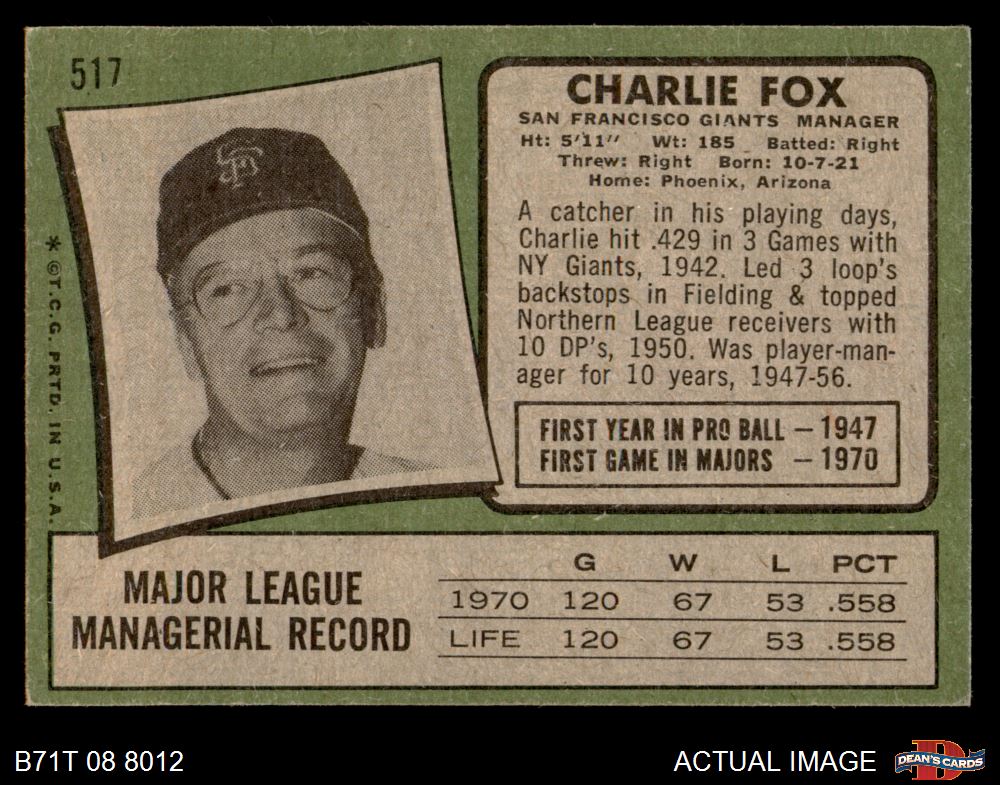 517
CHARLIE FOX
SAN FRANCISCO GIANTS MANAGER
Ht: 5'11" Wt: 185 Batted: Right
Threw: Right Born: 10-7-21
Home: Phoenix, Arizona
A catcher in his playing days,
Charlie hit .429 in 3 Games with
NY Giants, 1942. Led 3 loop's
backstops in Fielding & topped
Northern League receivers with
10 DP's, 1950. Was player-man-
ager for 10 years, 1947-56.
FIRST YEAR IN PRO BALL – 1947
FIRST GAME IN MAJORS – 1970
SF
* © T.C.G. PRTD. IN U.S.A.
MAJOR LEAGUE
MANAGERIAL RECORD
G W L PCT
1970 120 67 53 .558
LIFE 120 67 53 .558
B71T 08 8012
ACTUAL IMAGE
D
DEAN'S CARDS